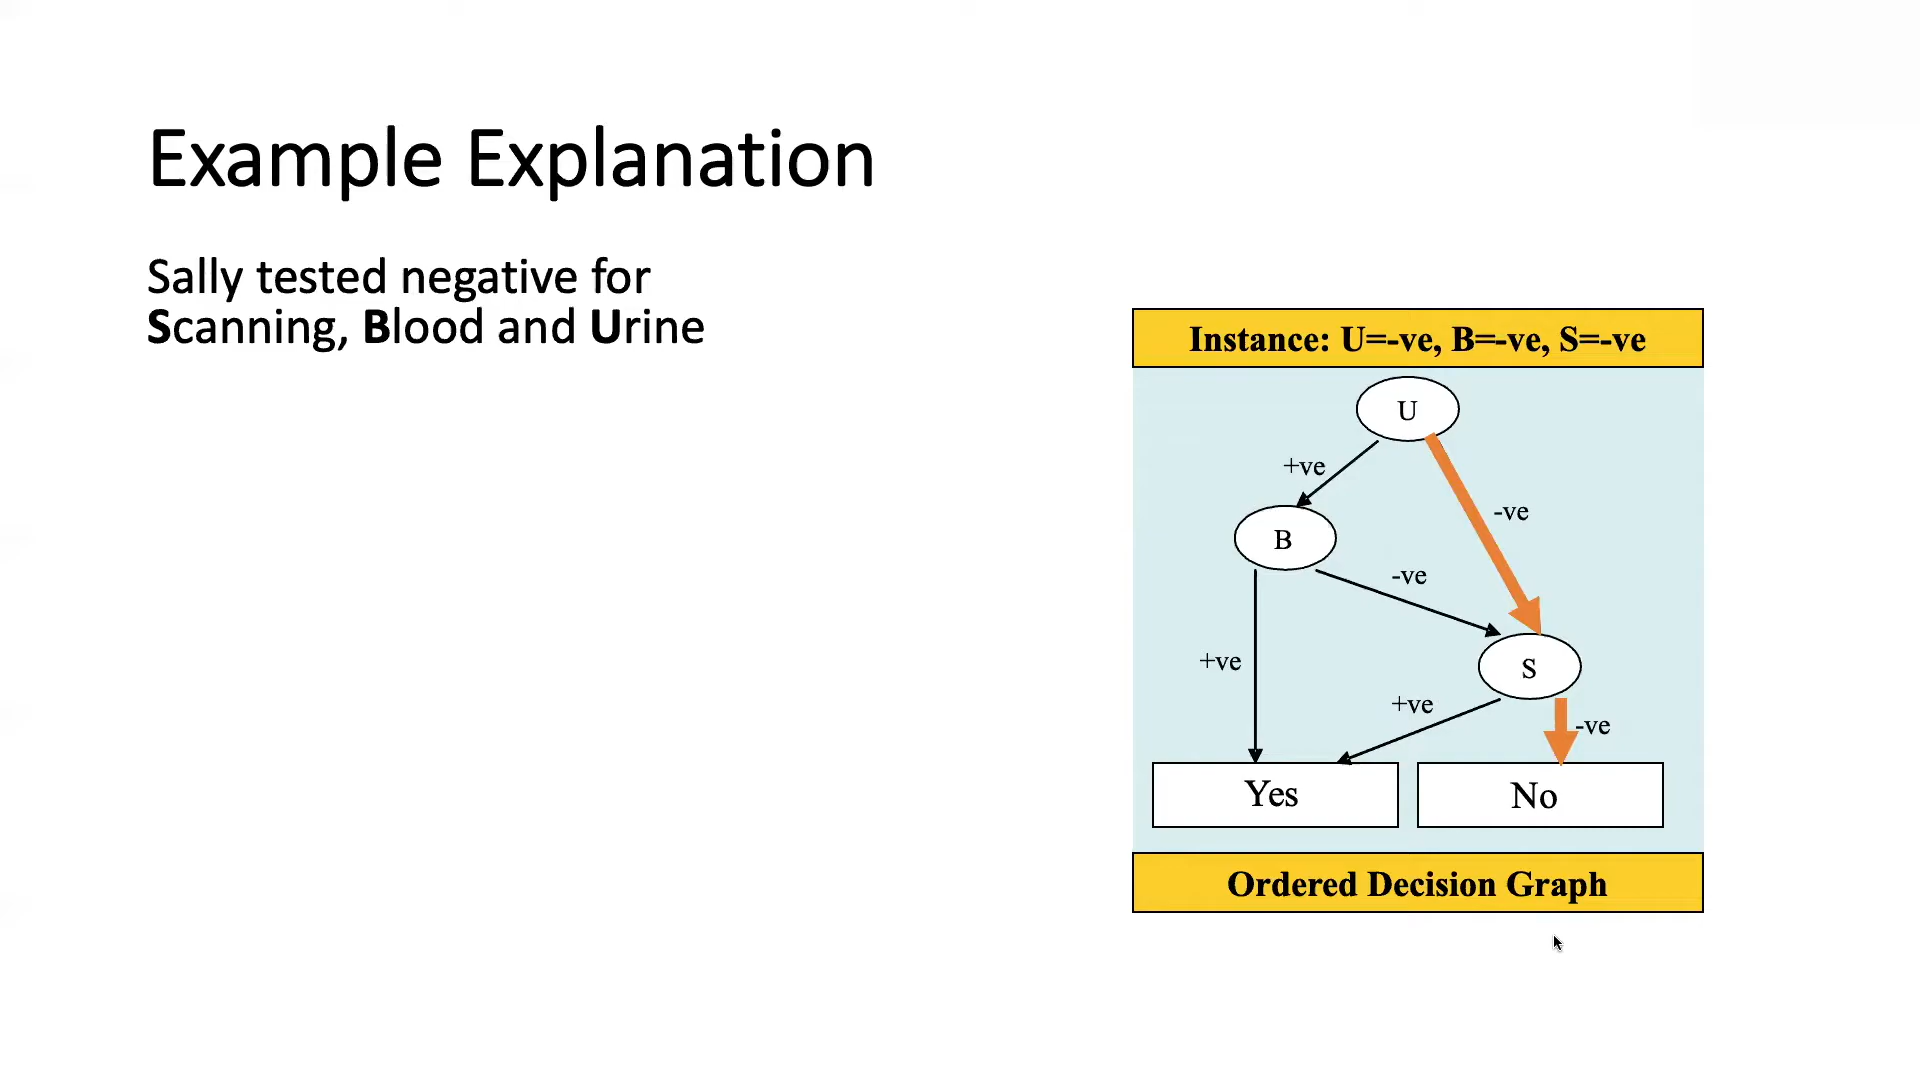 Example Explanation
Sally tested negative for
Scanning, Blood and Urine
Instance: U=-ve, B=-ve, S=-ve
U
+ve
-ve
B
-ve
+ve
S
+ve
-ve
Yes
No
Ordered Decision Graph